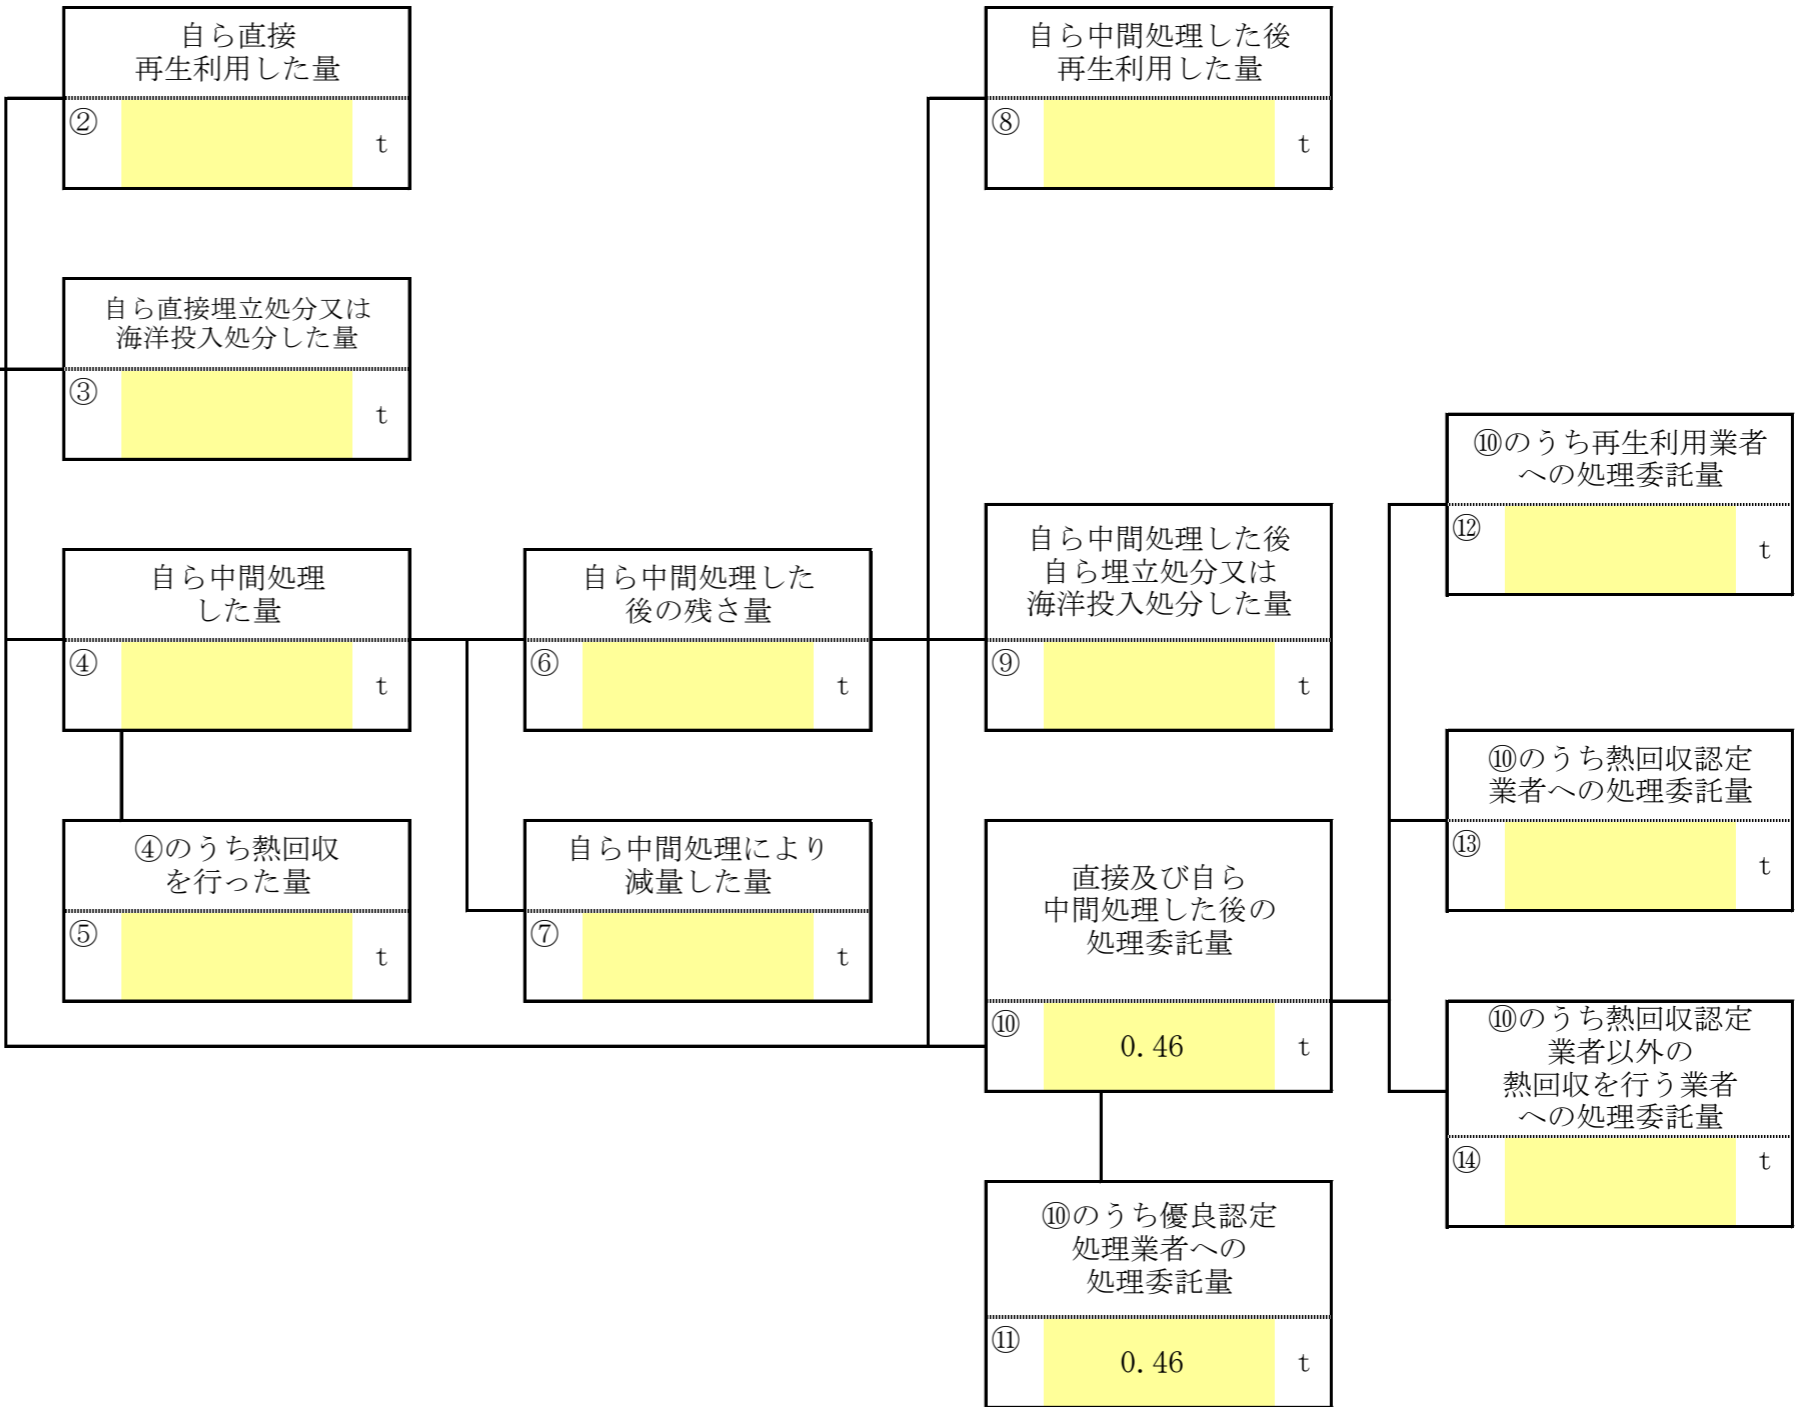 自ら直接
再生利用した量
②
t
自ら中間処理した後
再生利用した量
⑧
t
自ら直接埋立処分又は
海洋投入処分した量
③
t
自ら中間処理
した量
④
t
自ら中間処理した
後の残さ量
⑥
t
自ら中間処理した後
自ら埋立処分又は
海洋投入処分した量
⑨
t
⑩のうち再生利用業者
への処理委託量
⑫
t
④のうち熱回収
を行った量
⑤
t
自ら中間処理により
減量した量
⑦
t
直接及び自ら
中間処理した後の
処理委託量
⑩
0.46
t
⑩のうち熱回収認定
業者への処理委託量
⑬
t
⑩のうち熱回収認定
業者以外の
熱回収を行う業者
への処理委託量
⑭
t
⑩のうち優良認定
処理業者への
処理委託量
⑪
0.46
t